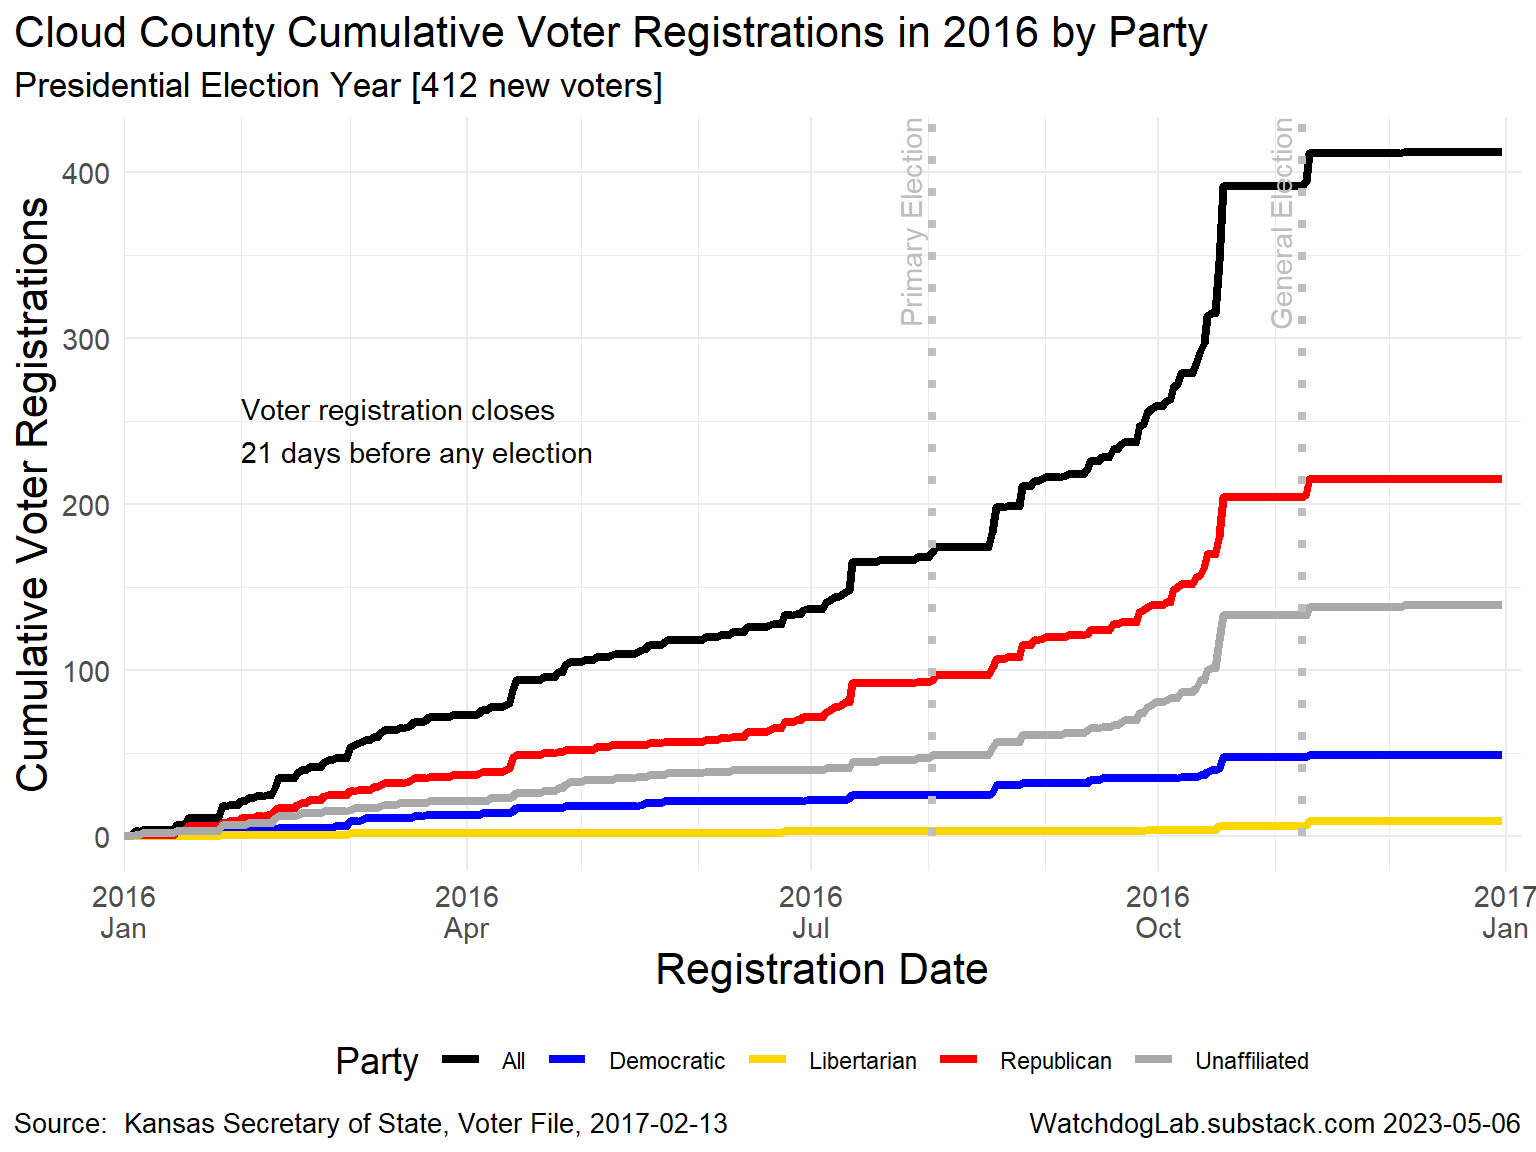 Cloud County Cumulative Voter Registrations in 2016 by Party
Presidential Election Year [412 new voters]
Cumulative Voter Registrations
400
300
200
100
0
Primary Election
General Election
Voter registration closes
21 days before any election
2016 2016 2016 2016 2017
Jan Apr Jul Oct Jan
Registration Date
Party All Democratic Libertarian Republican Unaffiliated
Source:  Kansas Secretary of State, Voter File, 2017-02-13
WatchdogLab.substack.com 2023-05-06